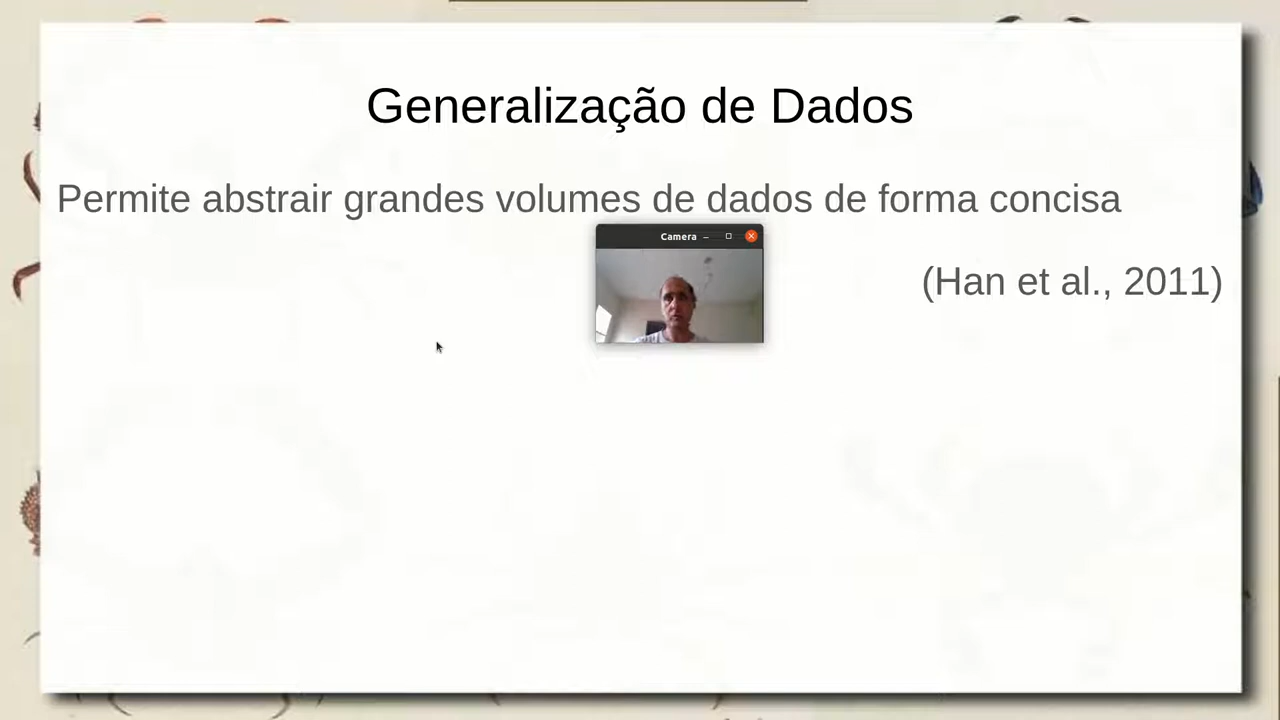 Generalização de Dados
Permite abstrair grandes volumes de dados de forma concisa
Camera
(Han et al., 2011)